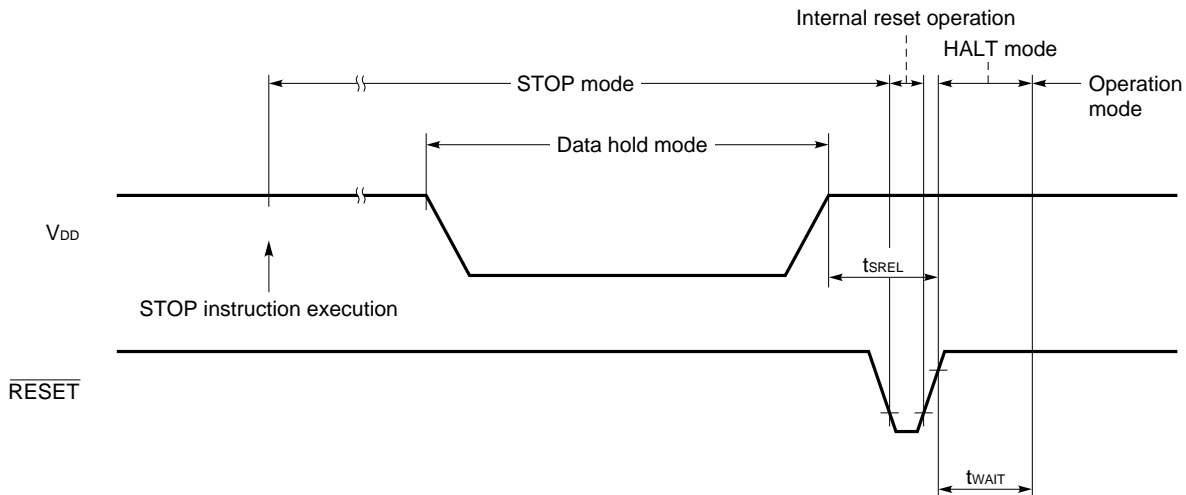 Internal reset operation
HALT mode
STOP mode
Operation
mode
Data hold mode
VDD
tSREL
STOP instruction execution
RESET
tWAIT